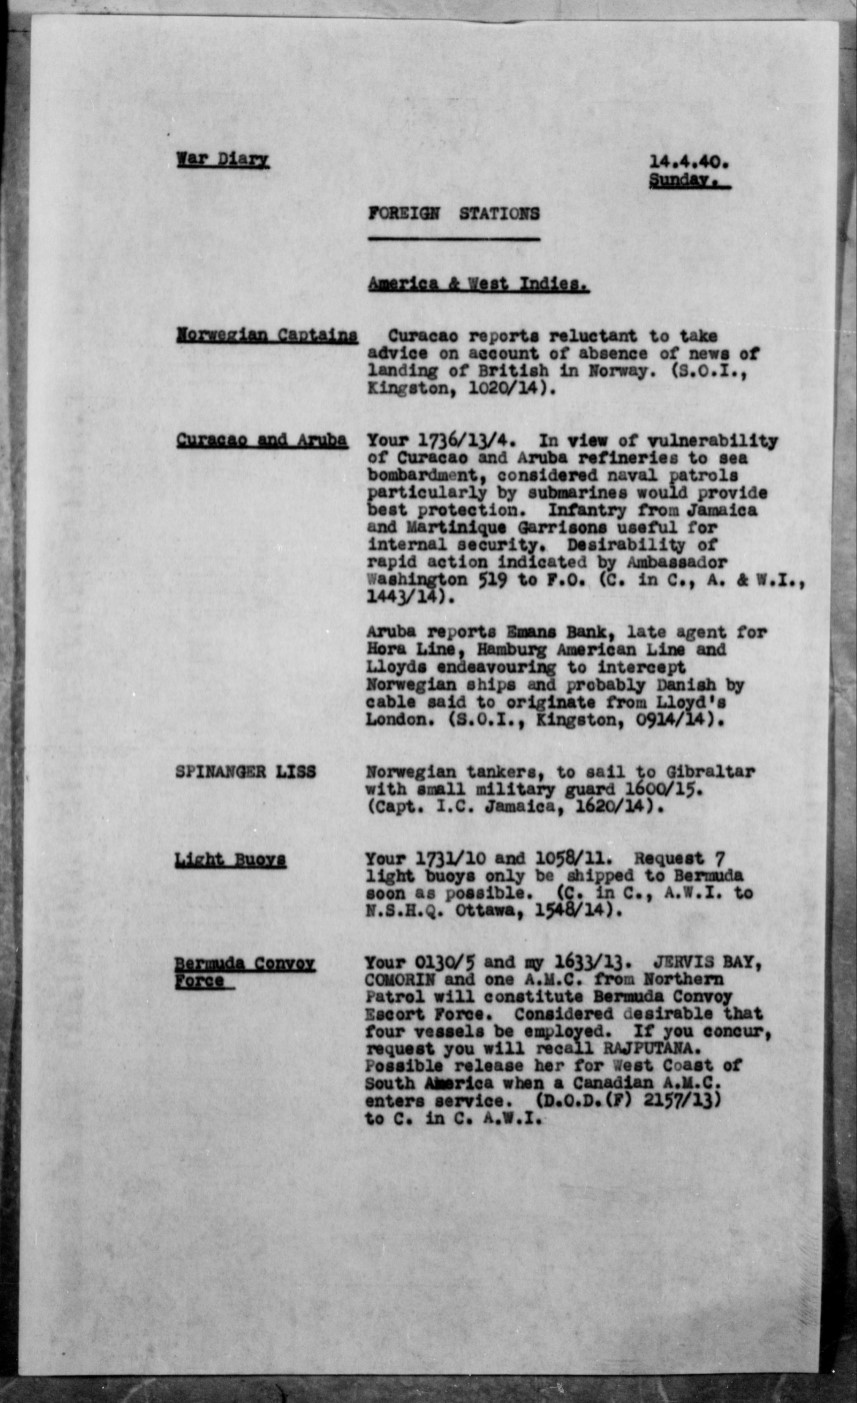 War Diary 14.4.40.
Sunday.
FOREIGN STATIONS
America & West Indies.
Norwegian Captains Curacao reports reluctant to take
advice on account of absence of news of
landing of British in Norway. (S.O.I.,
Kingston, 1020/14).
Curacao and Aruba Your 1736/13/4. In view of vulnerability
of Curacao and Aruba refineries to sea
bombardment, considered naval patrols
particularly by submarines would provide
best protection. Infantry from Jamaica
and Martinique Garrisons useful for
internal security. Desirability of
rapid action indicated by Ambassador
Washington 519 to F.O. (C. in C., A. & W.I.,
1443/14).
Aruba reports Emans Bank, late agent for
Hora Line, Hamburg American Line and
Lloyds endeavouring to intercept
Norwegian ships and probably Danish by
cable said to originate from Lloyd's
London. (S.O.I., Kingston, 0914/14).
SPINANGER LISS Norwegian tankers, to sail to Gibraltar
with small military guard 1600/15.
(Capt. I.C. Jamaica, 1620/14).
Light Buoys Your 1731/10 and 1058/11. Request 7
light buoys only be shipped to Bermuda
soon as possible. (C. in C., A.W.I. to
N.S.H.Q. Ottawa, 1548/14).
Bermuda Convoy Your 0130/5 and my 1633/13. JERVIS BAY,
Force COMORIN and one A.M.C. from Northern
Patrol will constitute Bermuda Convoy
Escort Force. Considered desirable that
four vessels be employed. If you concur,
request you will recall RAJPUTANA.
Possible release her for West Coast of
South America when a Canadian A.M.C.
enters service. (D.O.D.(F) 2157/13)
to C. in C. A.W.I.